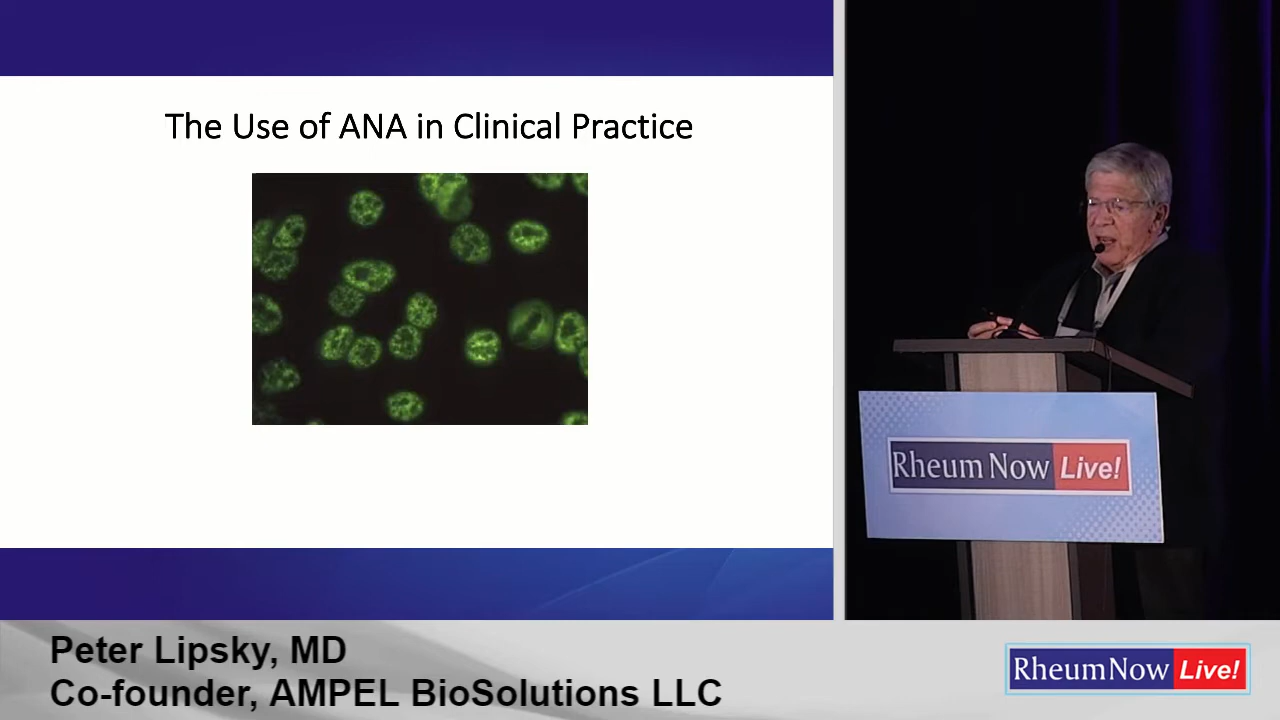 The Use of ANA in Clinical Practice
Rheum Now Live!
Peter Lipsky, MD
Co-founder, AMPEL BioSolutions LLC
RheumNow Live!